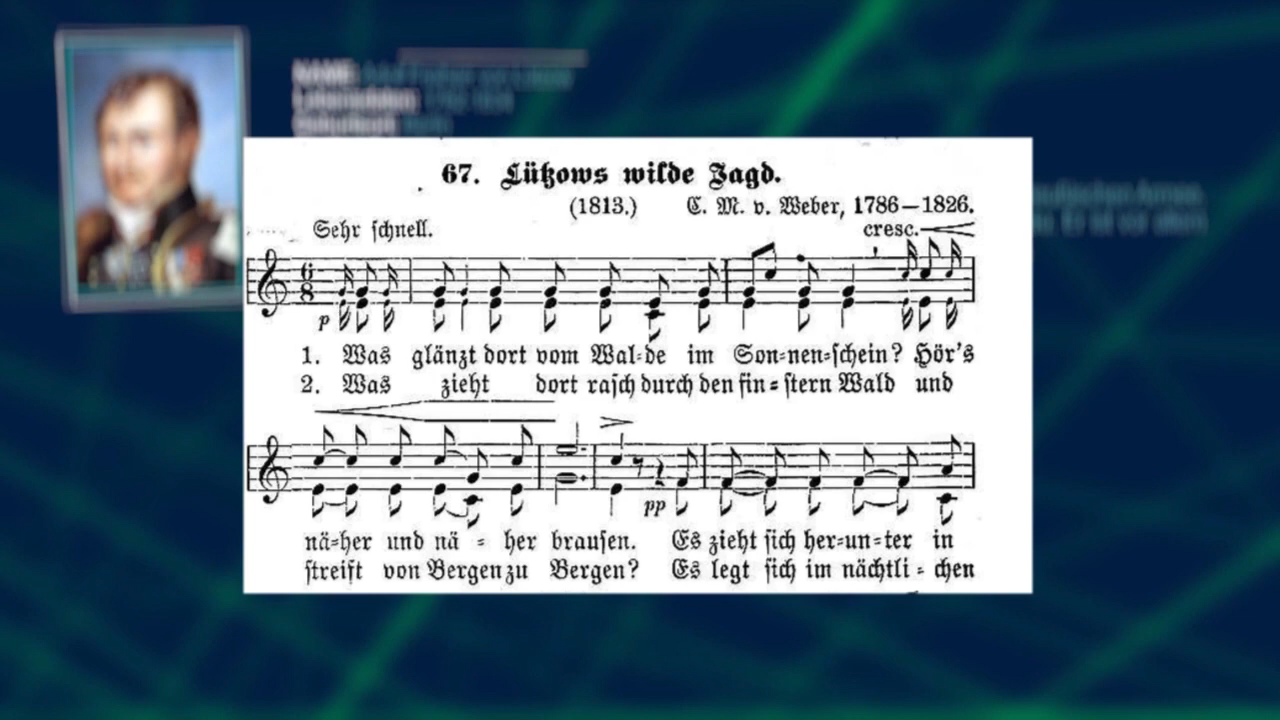 NAME:
67. Lützows wilde Jagd.
(1813.) C. M. v. Weber, 1786–1826.
Sehr schnell. cresc.
p
1. Was glänzt dort vom Wal=de im Son=nen=schein? Hör's
2. Was zieht dort rasch durch den fin=stern Wald und
pp
nä=her und nä = her brausen. Es zieht sich her=un=ter in
streift von Bergen zu Bergen? Es legt sich im nächtli = chen